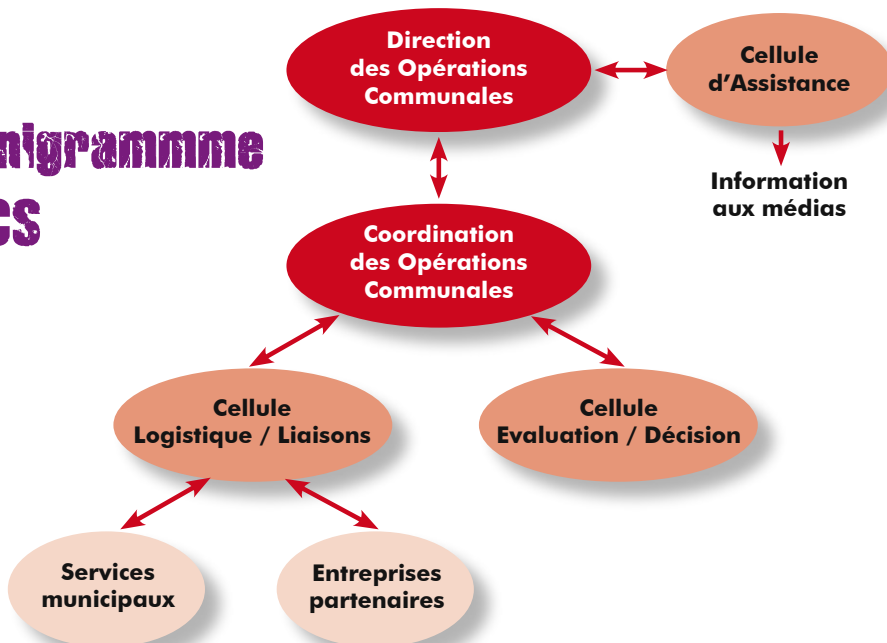 Direction
des Opérations
Communales
Cellule
d'Assistance
nigrammme
Information
aux médias
Coordination
des Opérations
Communales
Cellule
Logistique / Liaisons
Cellule
Evaluation / Décision
Services
municipaux
Entreprises
partenaires